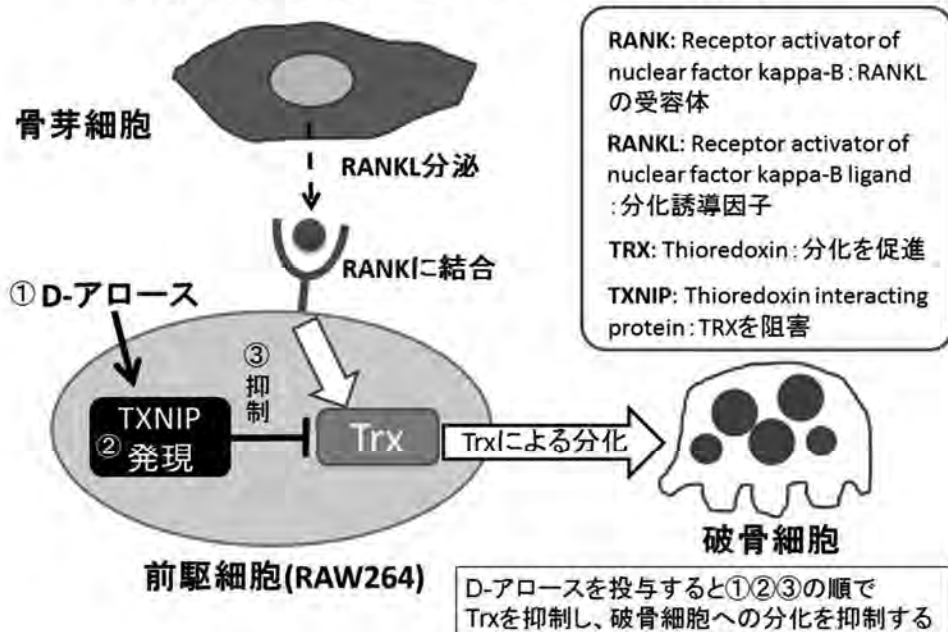 骨芽細胞
RANKL分泌
RANKに結合
①D-アロース
③
抑制
TXNIP
②発現
Trx
Trxによる分化
前駆細胞(RAW264)
破骨細胞
RANK: Receptor activator of
nuclear factor kappa-B:RANKL
の受容体
RANKL: Receptor activator of
nuclear factor kappa-B ligand
:分化誘導因子
TRX: Thioredoxin:分化を促進
TXNIP: Thioredoxin interacting
protein:TRXを阻害
D-アロースを投与すると①②③の順で
Trxを抑制し、破骨細胞への分化を抑制する